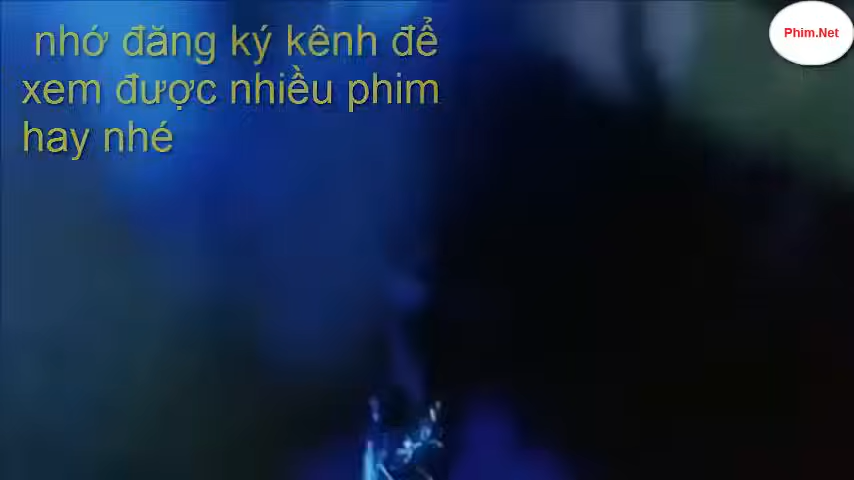 nhớ đăng ký kênh để
xem được nhiều phim
hay nhé
Phim.Net